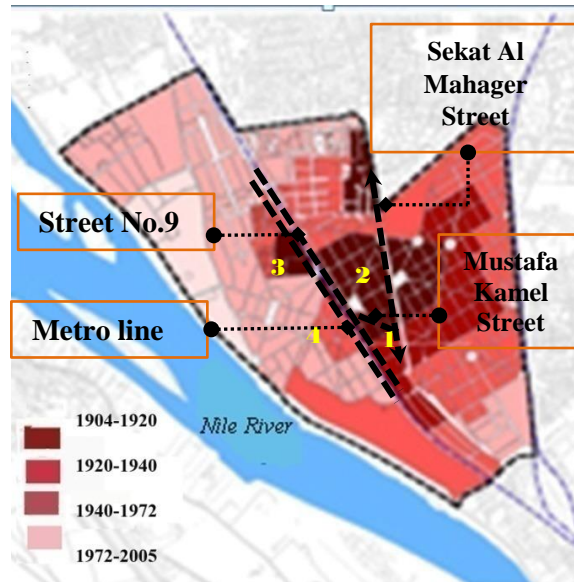 Sekat Al
Mahager
Street
Street No.9
3
2
Mustafa
Kamel
Street
Metro line
4
1
Nile River
1904-1920
1920-1940
1940-1972
1972-2005